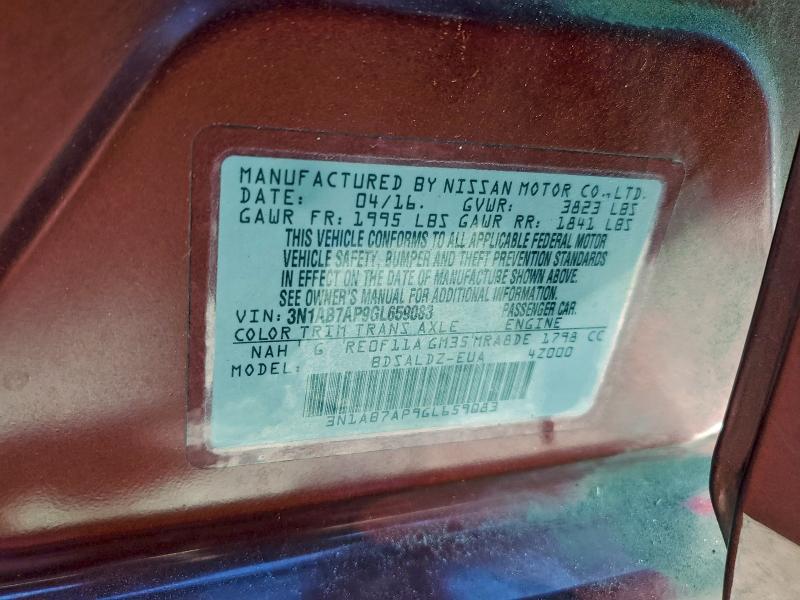 MANUFACTURED BY NISSAN MOTOR CO.,LTD.
DATE: 04/16. GVWR: 3823 LBS
GAWR FR: 1995 LBS GAWR RR: 1841 LBS
THIS VEHICLE CONFORMS TO ALL APPLICABLE FEDERAL MOTOR
VEHICLE SAFETY, BUMPER AND THEFT PREVENTION STANDARDS
IN EFFECT ON THE DATE OF MANUFACTURE SHOWN ABOVE.
SEE OWNER'S MANUAL FOR ADDITIONAL INFORMATION.
VIN: 3N1AB7AP9GL659083 PASSENGER CAR.
COLOR TRIM TRANS AXLE ENGINE
NAH G RE0F11A GM35 MRA8DE 1798 CC
MODEL: BDSALDZ-EUA 4Z000
3N1AB7AP9GL659083